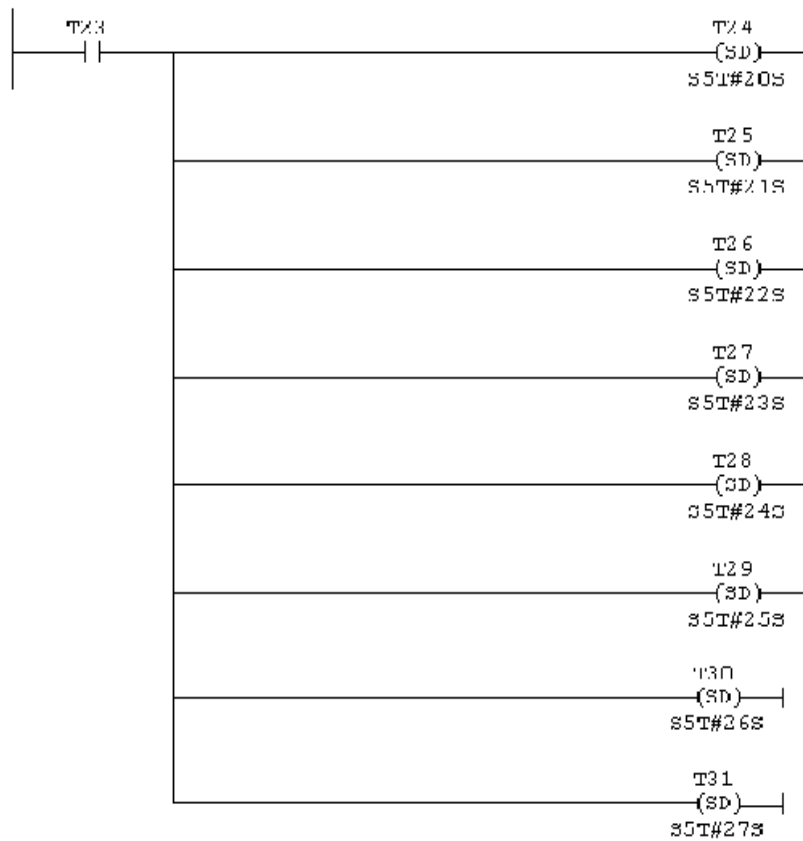 T23
T24
(SD)
S5T#20S
T25
(SD)
S5T#21S
T26
(SD)
S5T#22S
T27
(SD)
S5T#23S
T28
(SD)
S5T#24S
T29
(SD)
S5T#25S
T30
(SD)
S5T#26S
T31
(SD)
S5T#27S